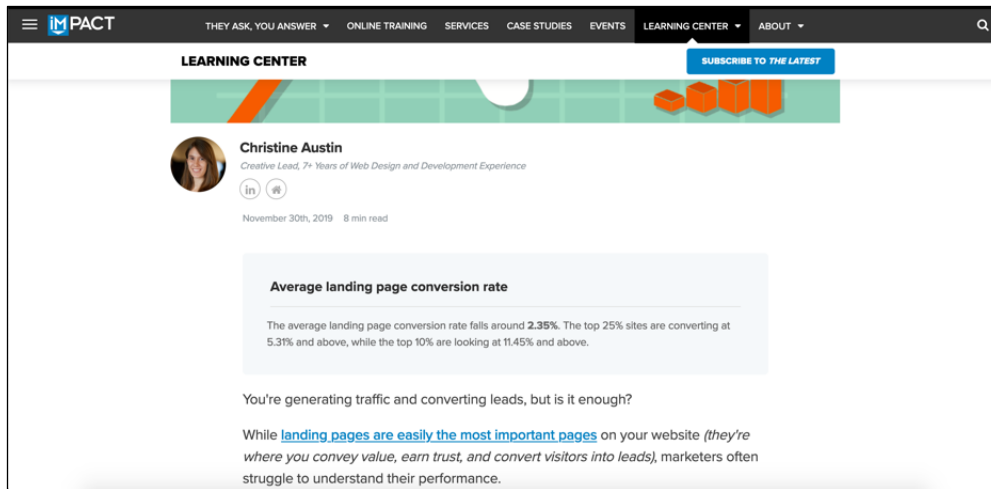 iMPACT
THEY ASK, YOU ANSWER ONLINE TRAINING SERVICES CASE STUDIES EVENTS LEARNING CENTER ABOUT
LEARNING CENTER
SUBSCRIBE TO THE LATEST
Christine Austin
Creative Lead, 7+ Years of Web Design and Development Experience
in
November 30th, 2019 8 min read
Average landing page conversion rate
The average landing page conversion rate falls around 2.35%. The top 25% sites are converting at
5.31% and above, while the top 10% are looking at 11.45% and above.
You're generating traffic and converting leads, but is it enough?
While landing pages are easily the most important pages on your website (they're
where you convey value, earn trust, and convert visitors into leads), marketers often
struggle to understand their performance.